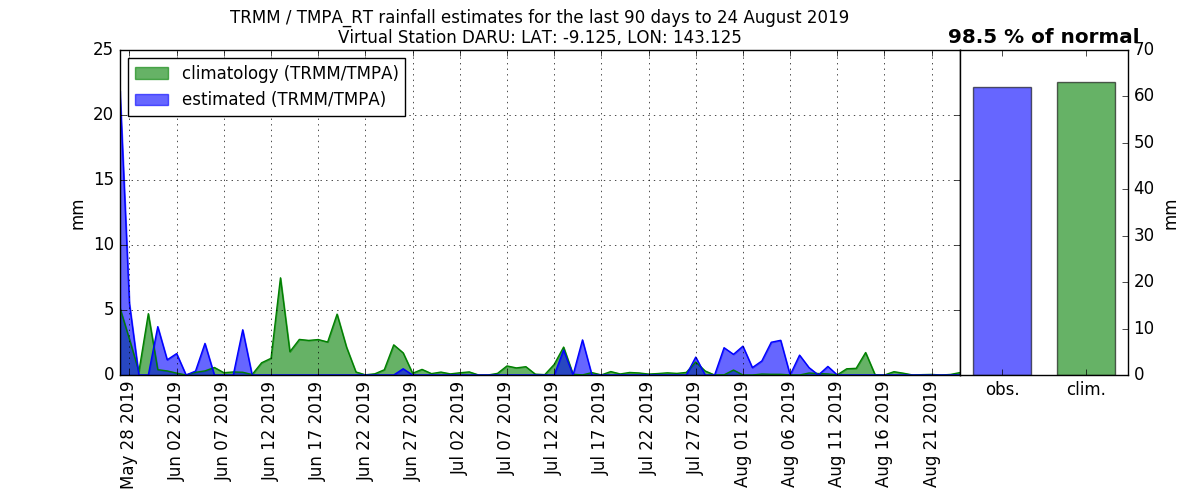 TRMM / TMPA_RT rainfall estimates for the last 90 days to 24 August 2019
Virtual Station DARU: LAT: -9.125, LON: 143.125
98.5 % of normal
climatology (TRMM/TMPA)
estimated (TRMM/TMPA)
25
20
15
10
5
0
mm
May 28 2019
Jun 02 2019
Jun 07 2019
Jun 12 2019
Jun 17 2019
Jun 22 2019
Jun 27 2019
Jul 02 2019
Jul 07 2019
Jul 12 2019
Jul 17 2019
Jul 22 2019
Jul 27 2019
Aug 01 2019
Aug 06 2019
Aug 11 2019
Aug 16 2019
Aug 21 2019
70
60
50
40
30
20
10
0
mm
obs.
clim.